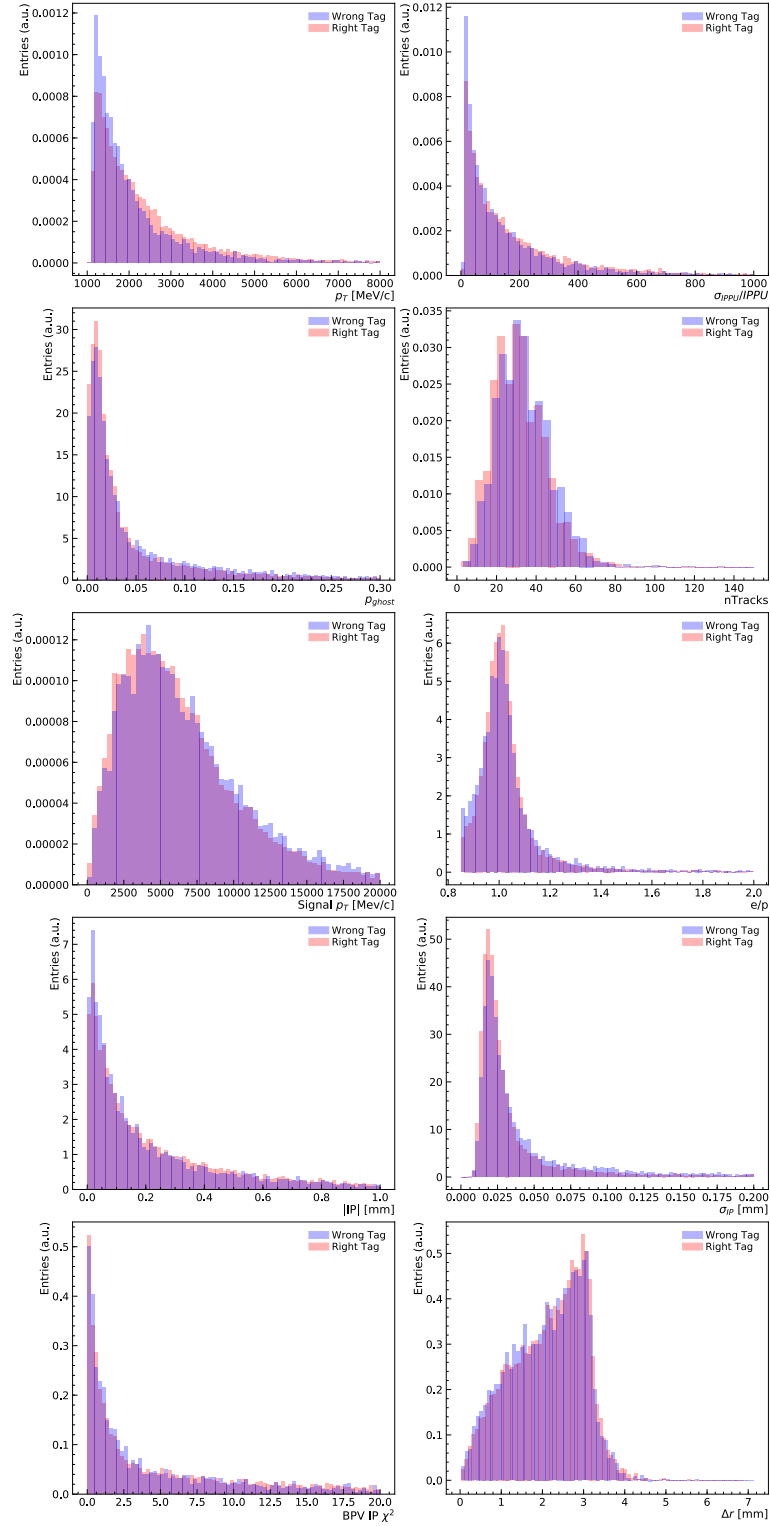 Entries (a.u.)
Wrong Tag
Right Tag
0.0012
0.0010
0.0008
0.0006
0.0004
0.0002
0.0000
1000 2000 3000 4000 5000 6000 7000 8000
p_T [MeV/c]
Entries (a.u.)
Wrong Tag
Right Tag
0.012
0.010
0.008
0.006
0.004
0.002
0.000
0 200 400 600 800 1000
σ_IPPU/IPPU
Entries (a.u.)
Wrong Tag
Right Tag
30
25
20
15
10
5
0
0.00 0.05 0.10 0.15 0.20 0.25 0.30
p_ghost
Entries (a.u.)
Wrong Tag
Right Tag
0.035
0.030
0.025
0.020
0.015
0.010
0.005
0.000
0 20 40 60 80 100 120 140
nTracks
Entries (a.u.)
Wrong Tag
Right Tag
0.00012
0.00010
0.00008
0.00006
0.00004
0.00002
0.00000
0 2500 5000 7500 10000 12500 15000 17500 20000
Signal p_T [Mev/c]
Entries (a.u.)
Wrong Tag
Right Tag
6
5
4
3
2
1
0
0.8 1.0 1.2 1.4 1.6 1.8 2.0
e/p
Entries (a.u.)
Wrong Tag
Right Tag
7
6
5
4
3
2
1
0
0.0 0.2 0.4 0.6 0.8 1.0
|IP| [mm]
Entries (a.u.)
Wrong Tag
Right Tag
50
40
30
20
10
0
0.000 0.025 0.050 0.075 0.100 0.125 0.150 0.175 0.200
σ_IP [mm]
Entries (a.u.)
Wrong Tag
Right Tag
0.5
0.4
0.3
0.2
0.1
0.0
0.0 2.5 5.0 7.5 10.0 12.5 15.0 17.5 20.0
BPV IP χ²
Entries (a.u.)
Wrong Tag
Right Tag
0.5
0.4
0.3
0.2
0.1
0.0
0 1 2 3 4 5 6 7
Δr [mm]